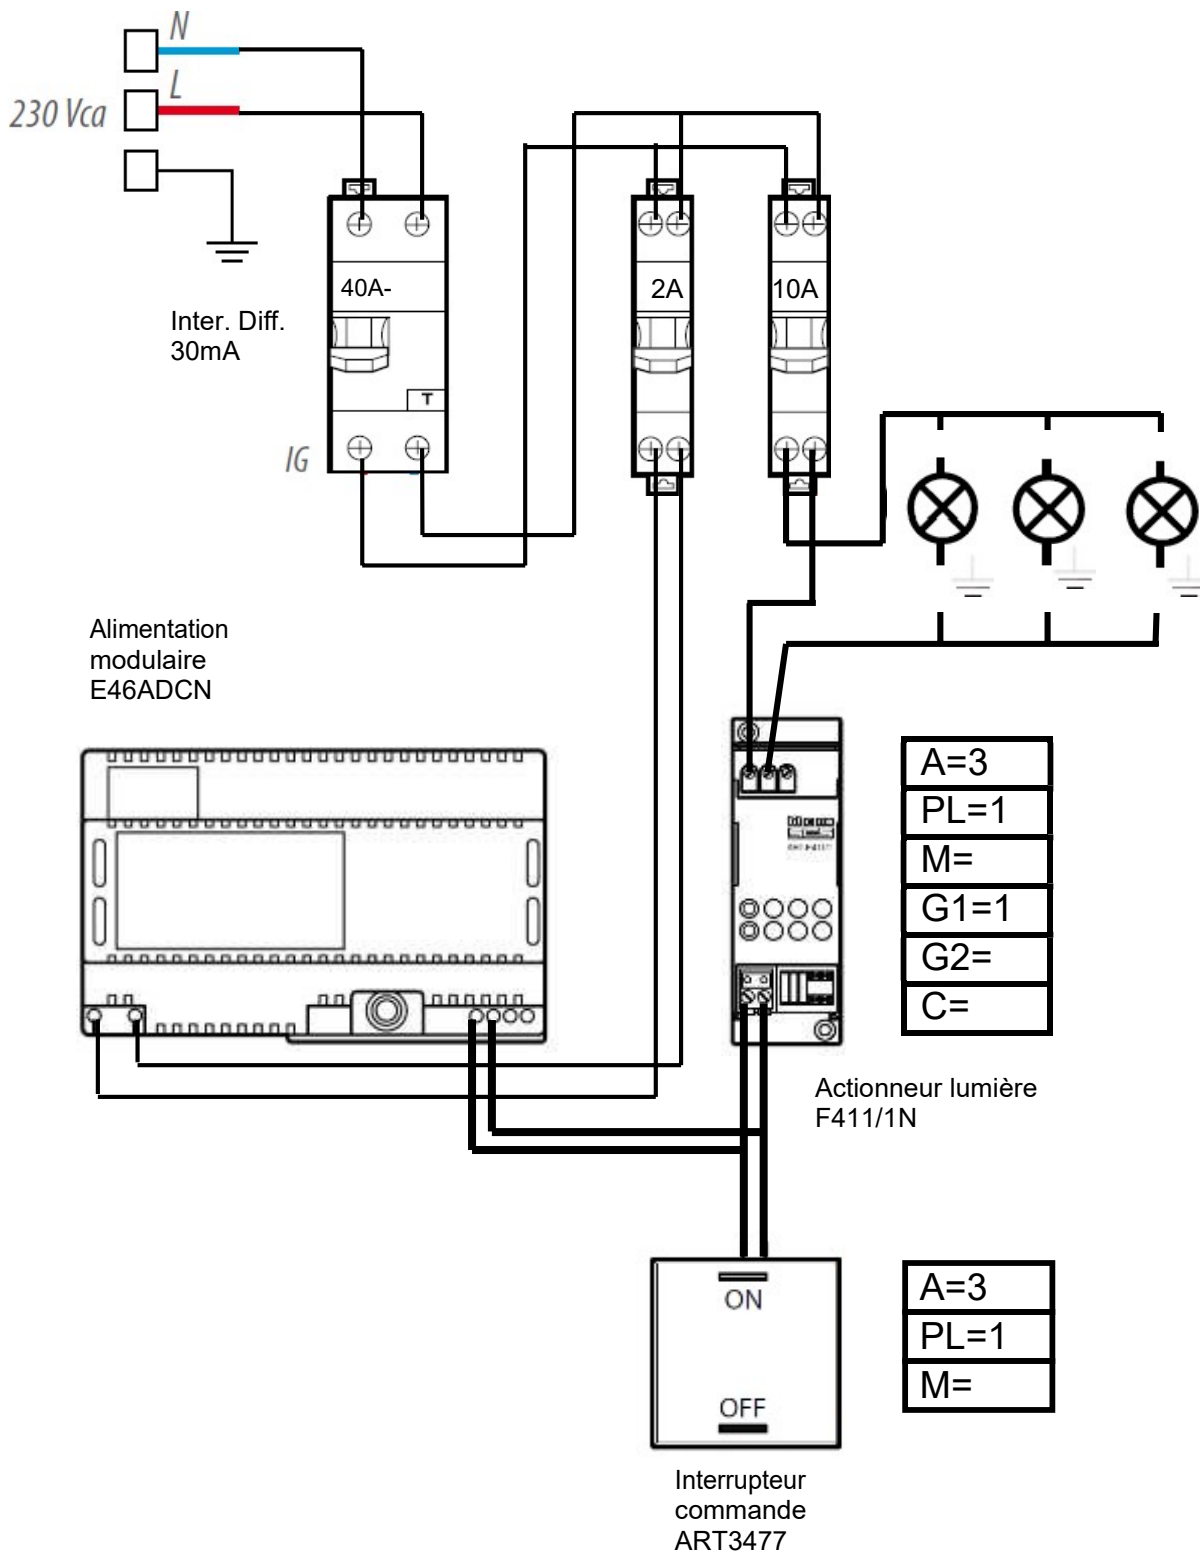 N
L
230 Vca
40A-
2A
10A
Inter. Diff.
30mA
T
IG
Alimentation
modulaire
E46ADCN
A=3
PL=1
M=
G1=1
G2=
C=
Actionneur lumière
F411/1N
ON
OFF
A=3
PL=1
M=
Interrupteur
commande
ART3477